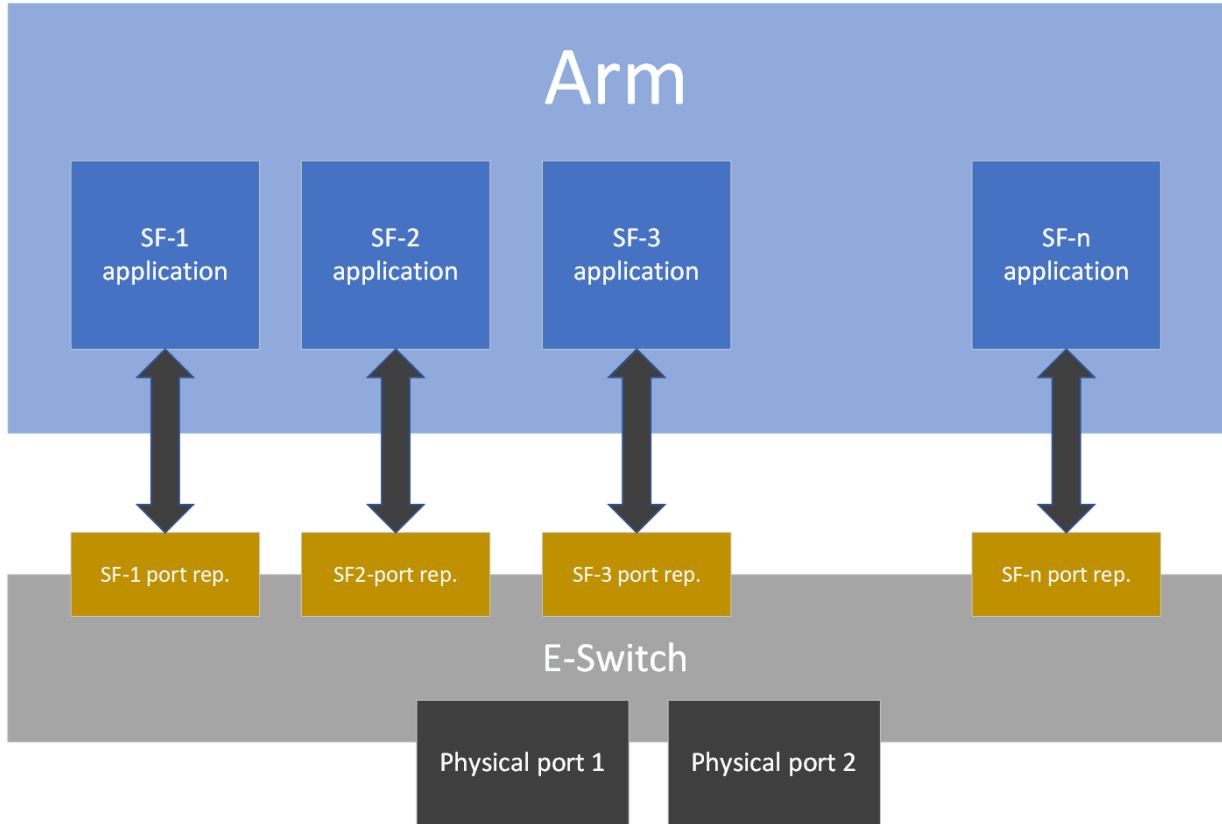 Arm
SF-1
application
SF-2
application
SF-3
application
SF-n
application
SF-1 port rep.
SF2-port rep.
SF-3 port rep.
SF-n port rep.
E-Switch
Physical port 1
Physical port 2